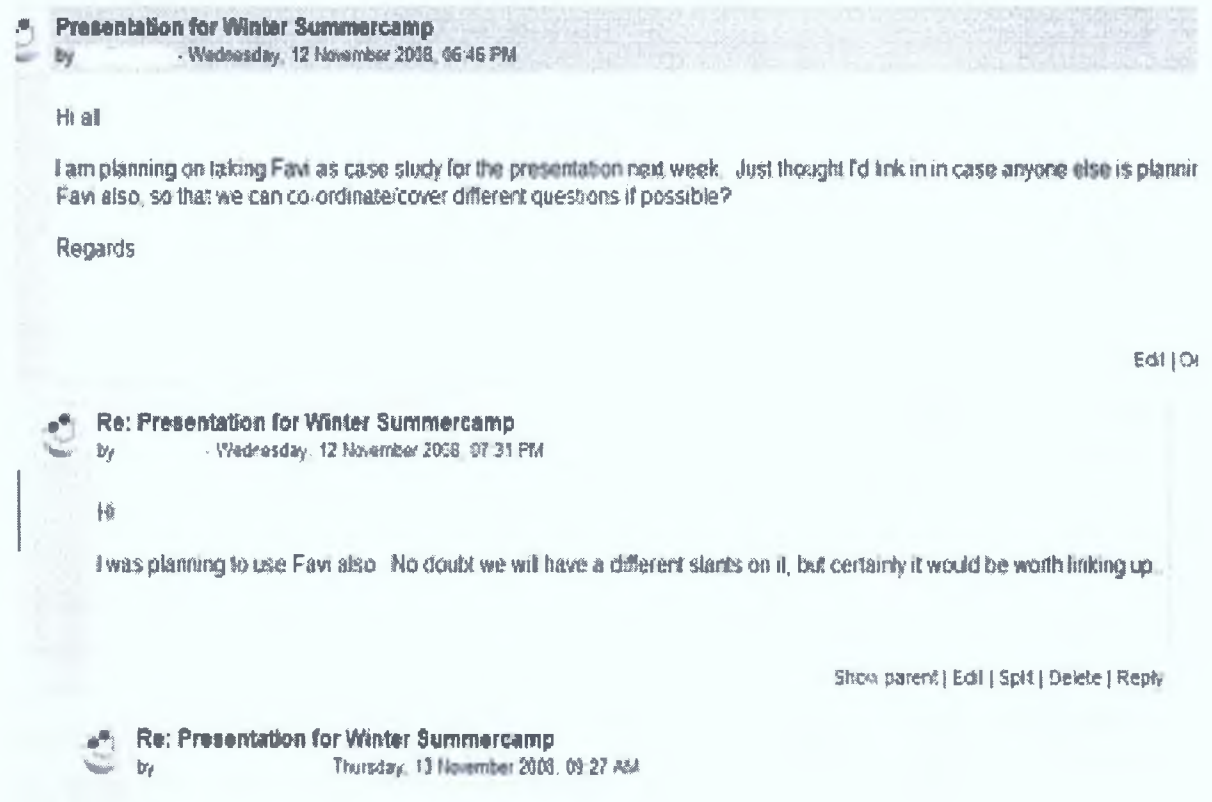 Presentation for Winter Summercamp
by - Wednesday, 12 November 2008, 06:46 PM
Hi all
I am planning on taking Favi as case study for the presentation next week. Just thought I'd link in in case anyone else is plannin
Favi also, so that we can co-ordinate/cover different questions if possible?
Regards
Edit |
Re: Presentation for Winter Summercamp
by - Wednesday, 12 November 2008, 07:31 PM
Hi
I was planning to use Favi also. No doubt we will have a different slants on it, but certainly it would be worth linking up..
Show parent | Edit | Split | Delete | Reply
Re: Presentation for Winter Summercamp
by Thursday, 13 November 2008, 09:27 AM